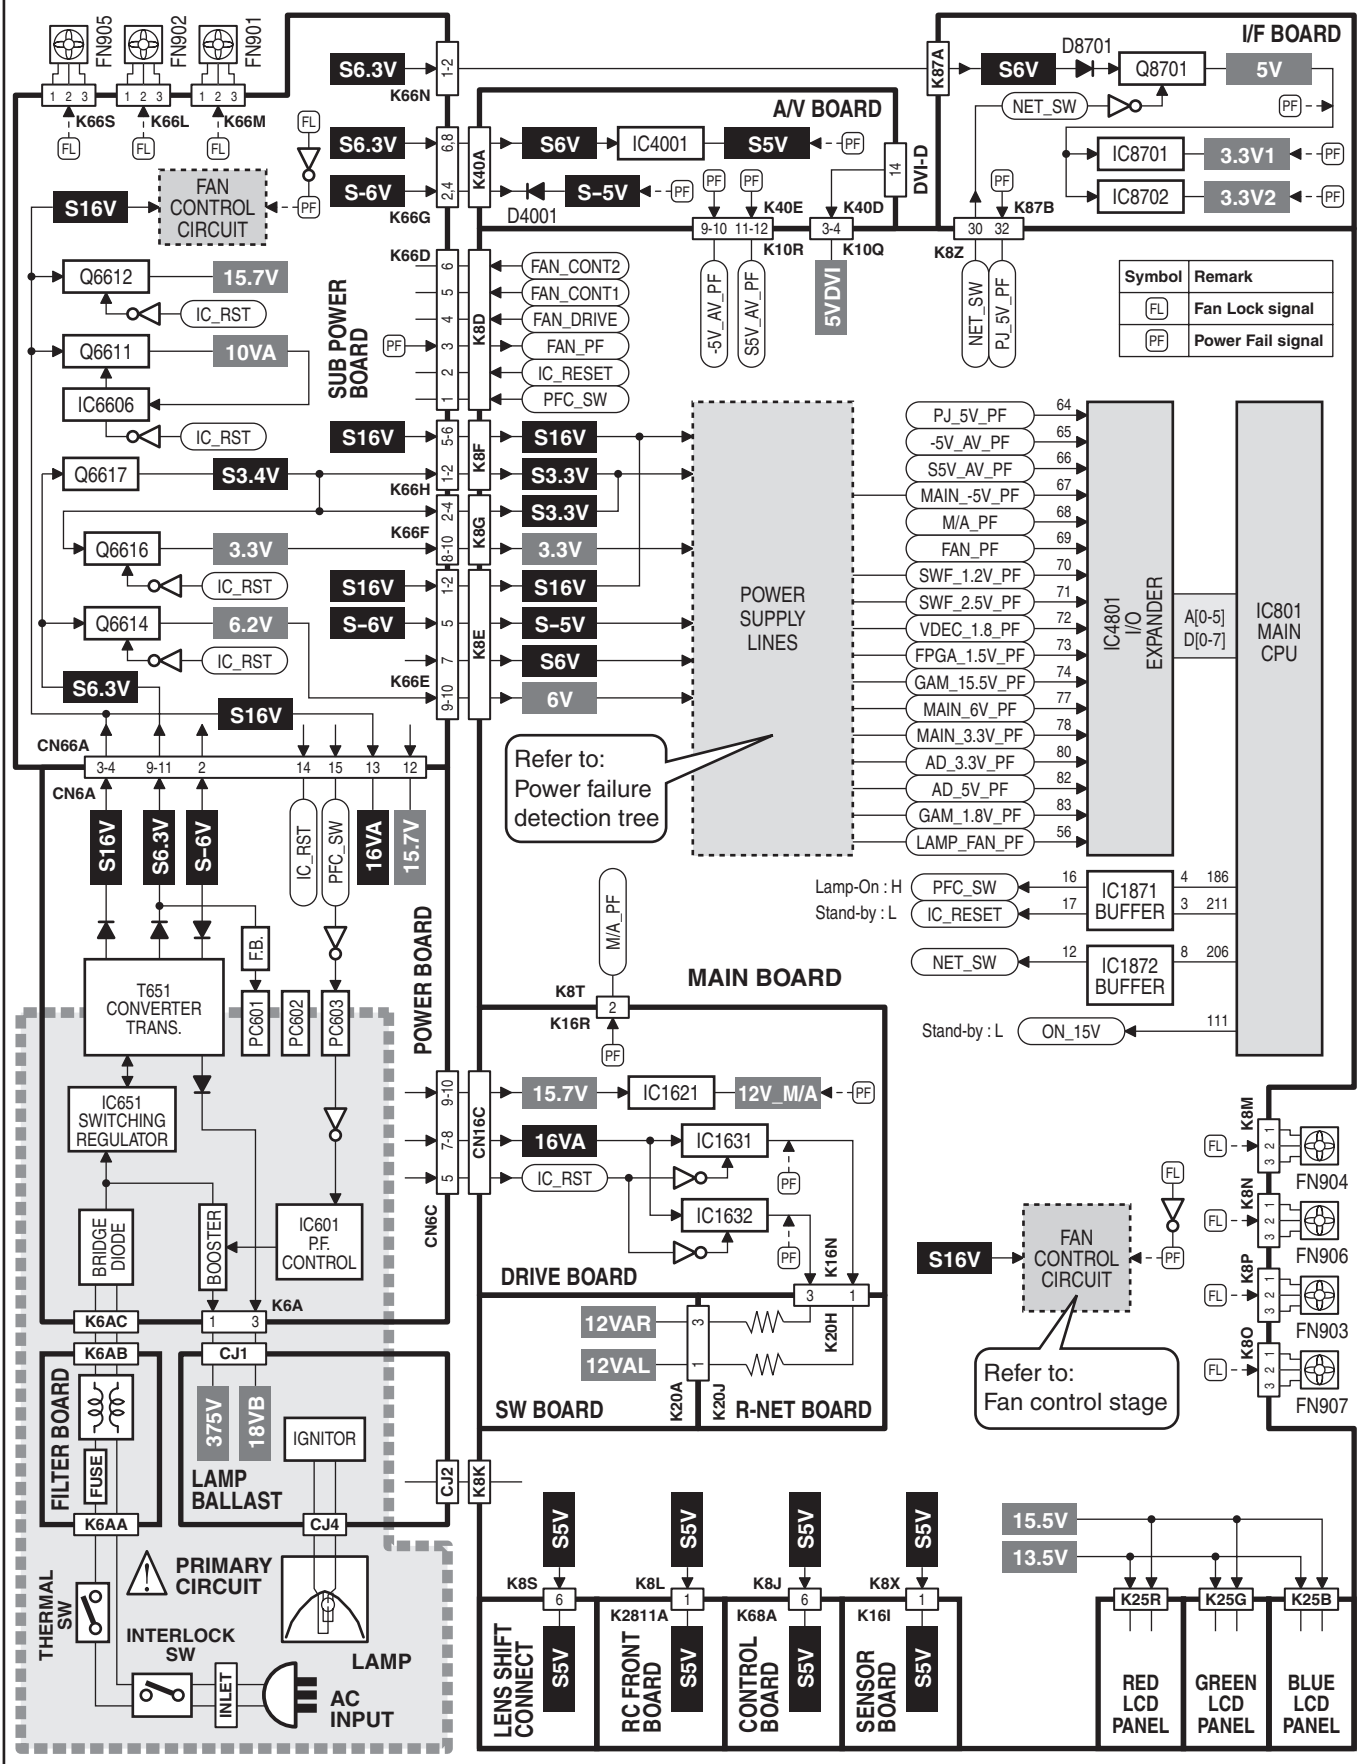 FN905
FN902
FN901
1 2 3
1 2 3
1 2 3
K66S
K66L
K66M
FL
FL
FL
FL
PF
S16V
FAN
CONTROL
CIRCUIT
S6.3V
1-2
K66N
S6.3V
6,8
S-6V
2,4
K66G
K40A
K66D
K8D
6
5
4
3
2
1
PF
FAN_CONT2
FAN_CONT1
FAN_DRIVE
FAN_PF
IC_RESET
PFC_SW
SUB POWER
BOARD
Q6612
15.7V
IC_RST
Q6611
10VA
IC6606
IC_RST
Q6617
S3.4V
Q6616
3.3V
IC_RST
Q6614
6.2V
IC_RST
S6.3V
S16V
S16V
5-6
1-2
K66H
K8F
2-4
8-10
K66F
K8G
S16V
1-2
S-6V
5
7
9-10
K66E
K8E
S16V
S3.3V
S3.3V
3.3V
S16V
S-5V
S6V
6V
A/V BOARD
S6V
IC4001
S5V
PF
D4001
S-5V
PF
14
DVI-D
PF
PF
K40E
K40D
9-10
11-12
3-4
K10R
K10Q
-5V_AV_PF
S5V_AV_PF
5VDVI
I/F BOARD
K87A
S6V
D8701
Q8701
5V
NET_SW
PF
IC8701
3.3V1
PF
IC8702
3.3V2
PF
PF
K87B
30
32
K8Z
NET_SW
PJ_5V_PF
Symbol Remark
FL Fan Lock signal
PF Power Fail signal
POWER
SUPPLY
LINES
Refer to:
Power failure
detection tree
PJ_5V_PF 64
-5V_AV_PF 65
S5V_AV_PF 66
MAIN_-5V_PF 67
M/A_PF 68
FAN_PF 69
SWF_1.2V_PF 70
SWF_2.5V_PF 71
VDEC_1.8_PF 72
FPGA_1.5V_PF 73
GAM_15.5V_PF 74
MAIN_6V_PF 77
MAIN_3.3V_PF 78
AD_3.3V_PF 80
AD_5V_PF 82
GAM_1.8V_PF 83
LAMP_FAN_PF 56
IC4801
I/O
EXPANDER
A[0-5]
D[0-7]
IC801
MAIN
CPU
Lamp-On : H
PFC_SW
16
IC1871
BUFFER
4
186
Stand-by : L
IC_RESET
17
3
211
NET_SW
12
IC1872
BUFFER
8
206
Stand-by : L
ON_15V
111
MAIN BOARD
CN66A
3-4
9-11
2
14
15
13
12
CN6A
S16V
S6.3V
S-6V
IC_RST
PFC_SW
16VA
15.7V
POWER BOARD
T651
CONVERTER
TRANS.
F.B.
PC601
PC602
PC603
IC651
SWITCHING
REGULATOR
BRIDGE
DIODE
BOOSTER
IC601
P.F.
CONTROL
K6AC
1
3
K6A
K6AB
CJ1
FILTER BOARD
FUSE
K6AA
375V
18VB
IGNITOR
LAMP
BALLAST
CJ4
CJ2
K8K
PRIMARY
CIRCUIT
THERMAL
SW
INTERLOCK
SW
INLET
AC
INPUT
LAMP
M/A_PF
K8T
2
K16R
PF
9-10
7-8
5
CN16C
CN6C
15.7V
IC1621
12V_M/A
PF
16VA
IC1631
PF
IC_RST
IC1632
PF
DRIVE BOARD
K16N
3
1
K20H
12VAR
12VAL
3
1
K20A
K20J
SW BOARD
R-NET BOARD
FL
PF
S16V
FAN
CONTROL
CIRCUIT
Refer to:
Fan control stage
K8M
1
2
3
FL
FN904
K8N
1
2
3
FL
FN906
K8P
1
2
3
FL
FN903
K8O
1
2
3
FL
FN907
S5V
S5V
S5V
S5V
K8S
6
K8L
1
K2811A
K8J
6
K68A
K8X
1
K16I
S5V
S5V
S5V
S5V
LENS SHIFT
CONNECT
RC FRONT
BOARD
CONTROL
BOARD
SENSOR
BOARD
15.5V
13.5V
K25R
K25G
K25B
RED
LCD
PANEL
GREEN
LCD
PANEL
BLUE
LCD
PANEL